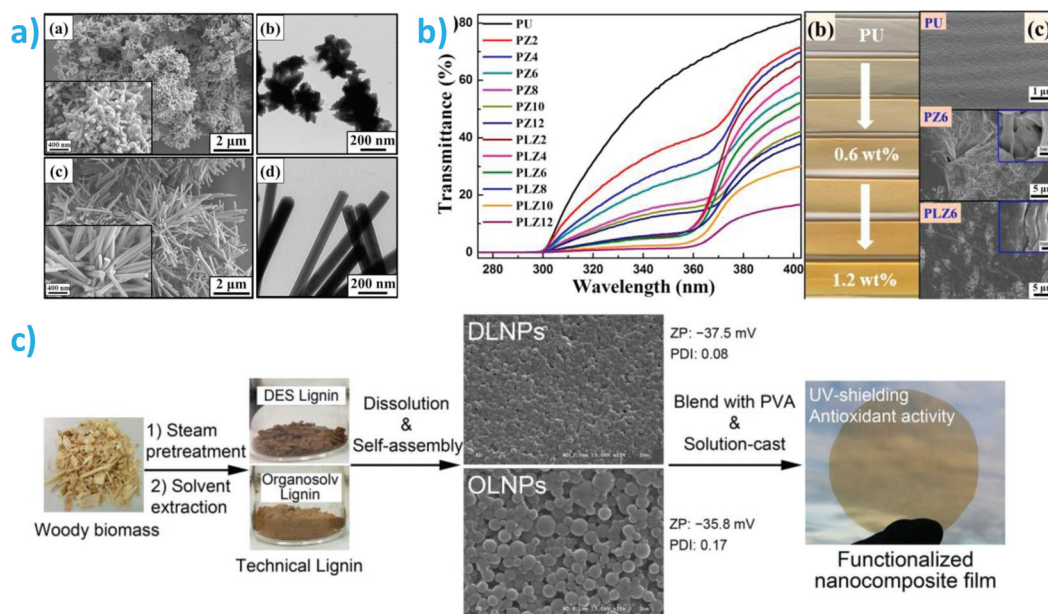 a)
(a)
400 nm
2 µm
(b)
200 nm
(c)
400 nm
2 µm
(d)
200 nm
b)
Transmittance (%)
80
60
40
20
0
280
300
320
340
360
380
400
Wavelength (nm)
PU
PZ2
PZ4
PZ6
PZ8
PZ10
PZ12
PLZ2
PLZ4
PLZ6
PLZ8
PLZ10
PLZ12
(b)
PU
0.6 wt%
1.2 wt%
(c)
PU
1 µm
PZ6
5 µm
PLZ6
5 µm
c)
Woody biomass
1) Steam
pretreatment
2) Solvent
extraction
DES Lignin
Organosolv
Lignin
Technical Lignin
Dissolution
&
Self-assembly
DLNPs
ZP: −37.5 mV
PDI: 0.08
OLNPs
ZP: −35.8 mV
PDI: 0.17
Blend with PVA
&
Solution-cast
UV-shielding
Antioxidant activity
Functionalized
nanocomposite film